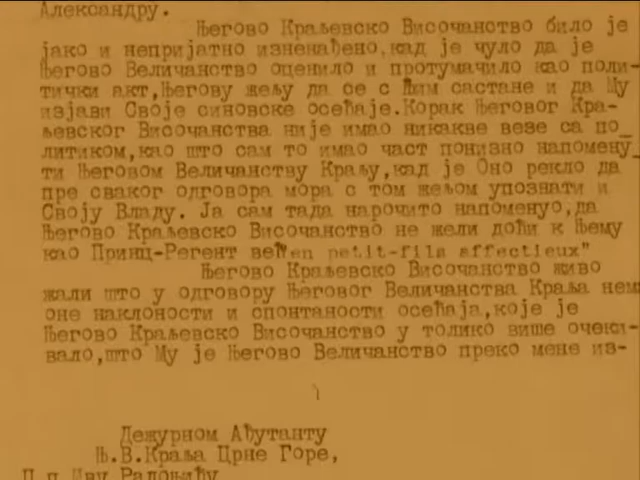 Александру.
Његово Краљевско Височанство било је
јако и непријатно изненађено,кад је чуло да је
Његово Величанство оценило и протумачило као поли-
тички акт,Његову жељу да се с Њим састане и да Му
изјави Своје синовске осећаје.Корак Његовог Кра-
љевског Височанства није имао никакве везе са по
литиком,као што сам то имао част понизно напомену
ти Његовом Величанству Краљу,кад је Оно рекло да
пре сваког одговора мора с том жељом упознати и
Своју Владу. Ја сам тада нарочито напоменуо,да
Његово Краљевско Височанство не жели доћи к Њему
као Принц-Регент већ"en petit-fils affectieux"
Његово Краљевско Височанство живо
жали што у одговору Његовог Величанства Краља нема
оне наклоности и спонтаности осећаја,које је
Његово Краљевско Височанство у толико више очеки-
вало,што Му је Његово Величанство преко мене из-
Дежурном Ађутанту
Њ.В.Краља Црне Горе,
П.п.Иву Радоњићу